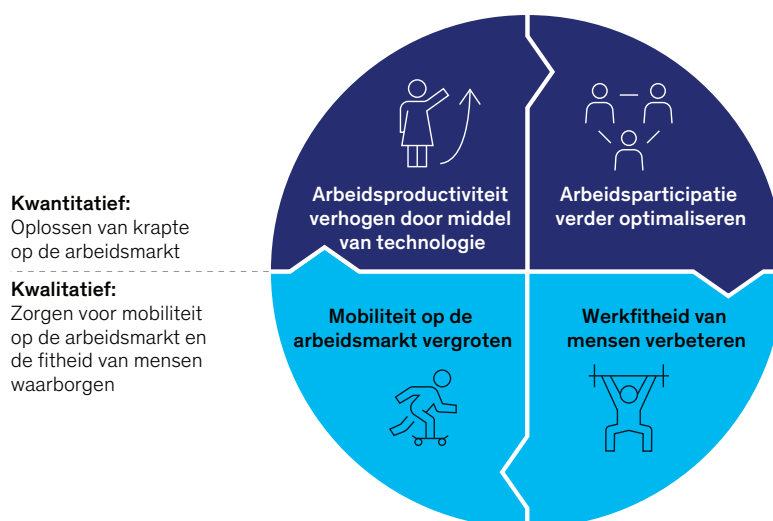 Arbeidsproductiviteit
verhogen door middel
van technologie
Arbeidsparticipatie
verder optimaliseren
Kwantitatief:
Oplossen van krapte
op de arbeidsmarkt
Kwalitatief:
Zorgen voor mobiliteit
op de arbeidsmarkt en
de fitheid van mensen
waarborgen
Mobiliteit op de
arbeidsmarkt vergroten
Werkfitheid van
mensen verbeteren